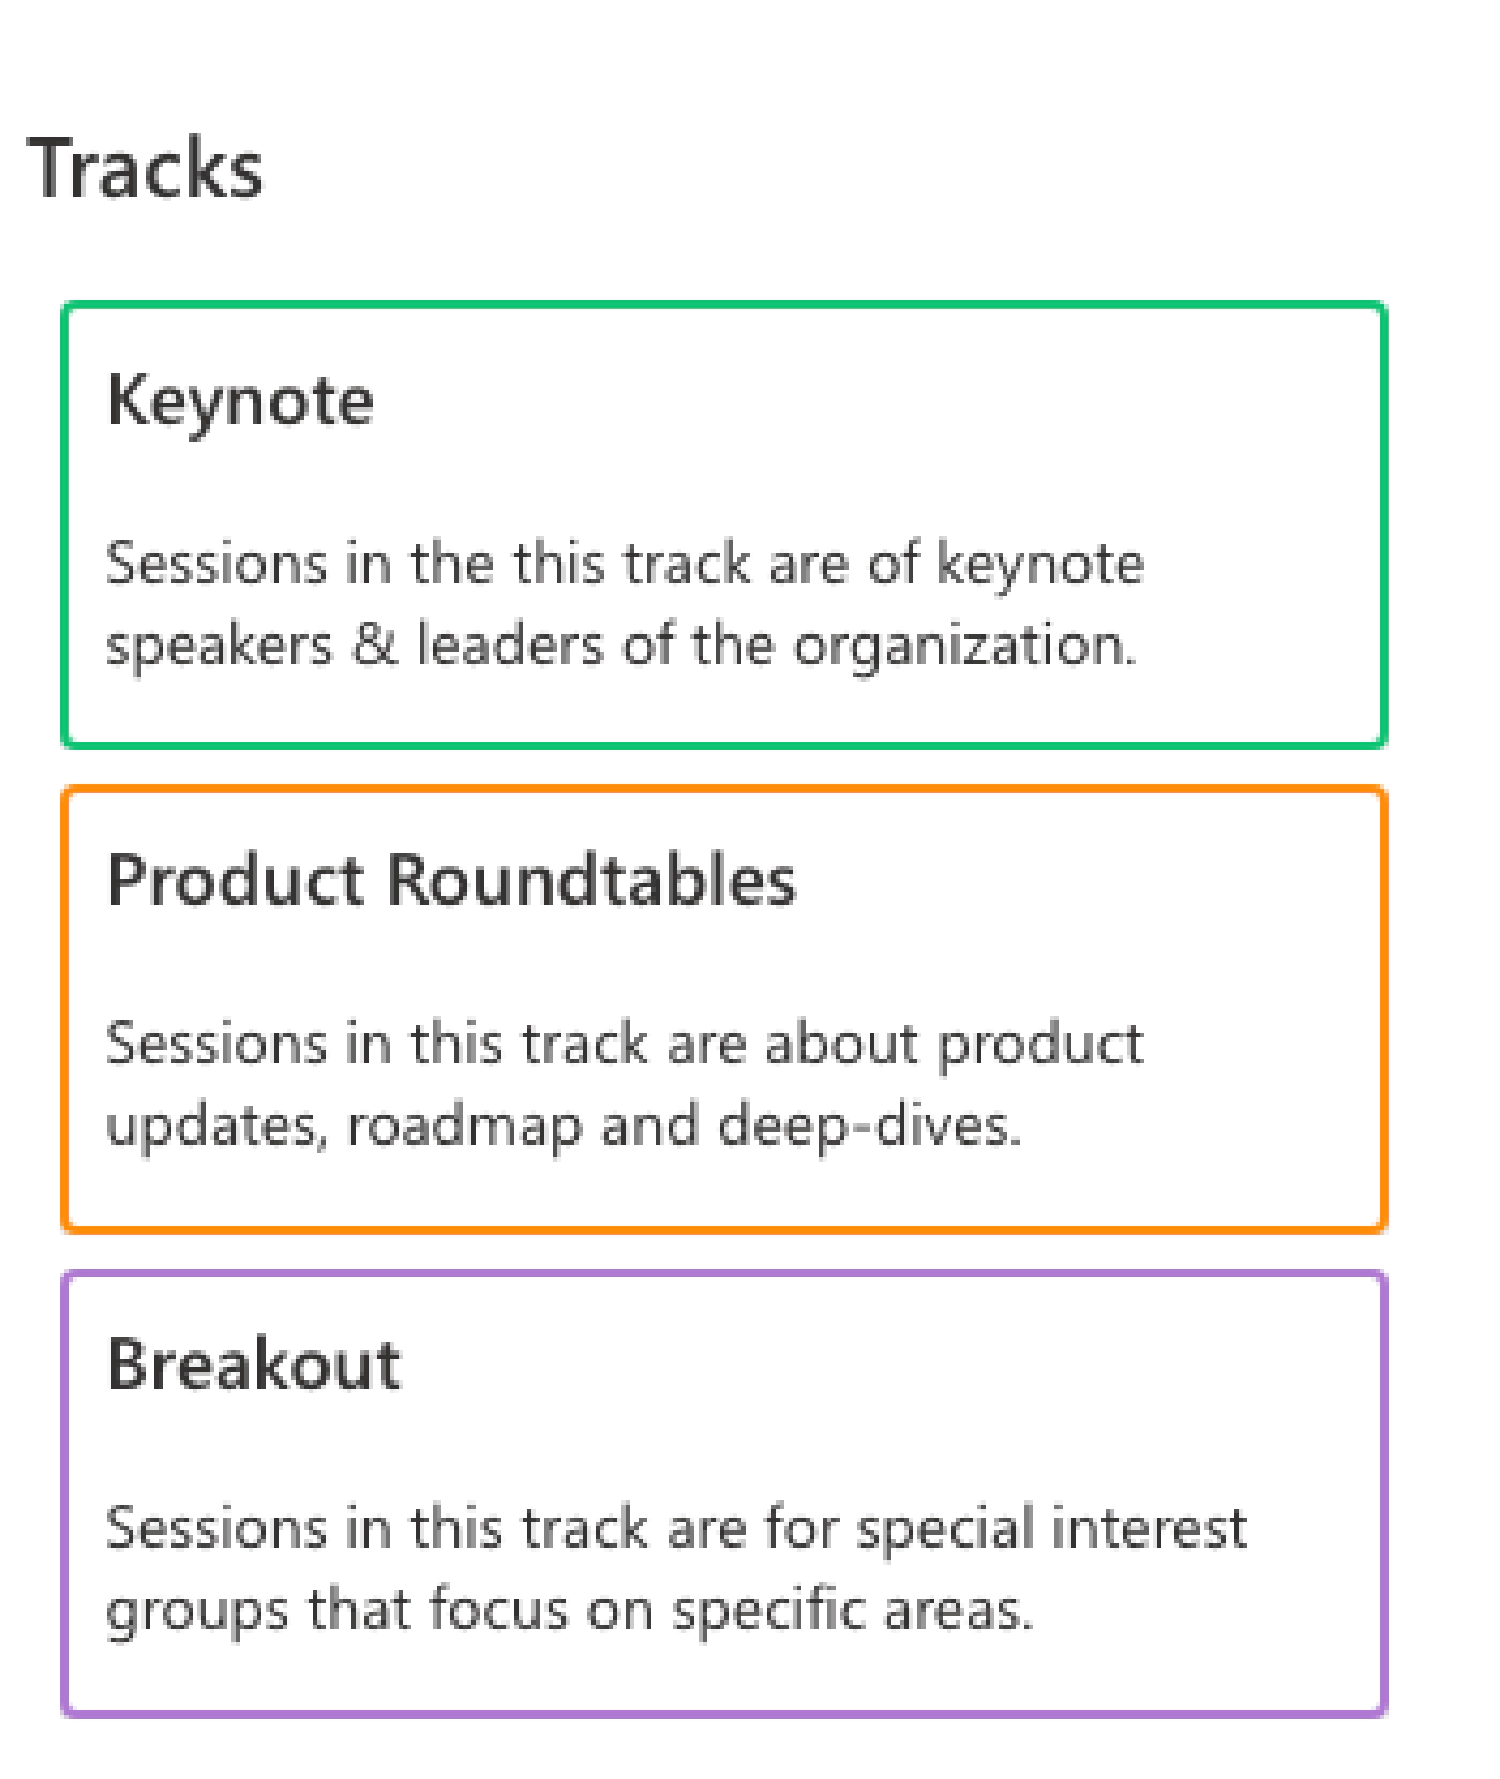 Tracks
Keynote
Sessions in the this track are of keynote
speakers & leaders of the organization.
Product Roundtables
Sessions in this track are about product
updates, roadmap and deep-dives.
Breakout
Sessions in this track are for special interest
groups that focus on specific areas.